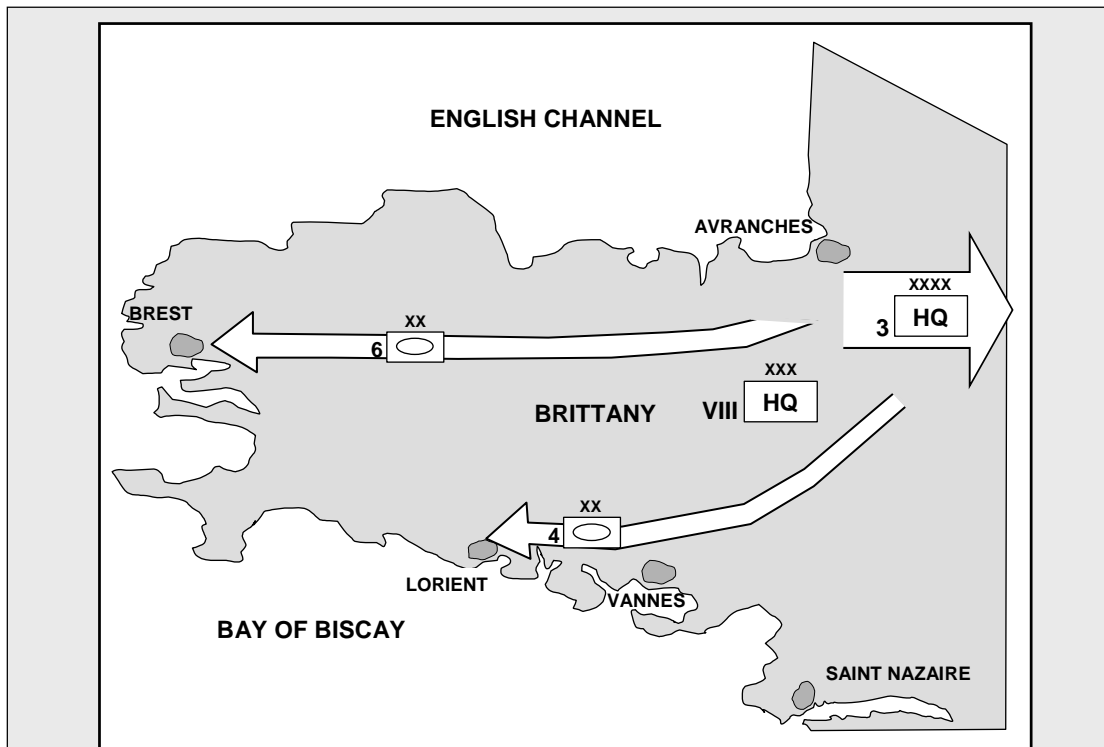 ENGLISH CHANNEL
AVRANCHES
XXXX
3 HQ
BREST
XX
6
XXX
VIII HQ
BRITTANY
XX
4
LORIENT
VANNES
BAY OF BISCAY
SAINT NAZAIRE